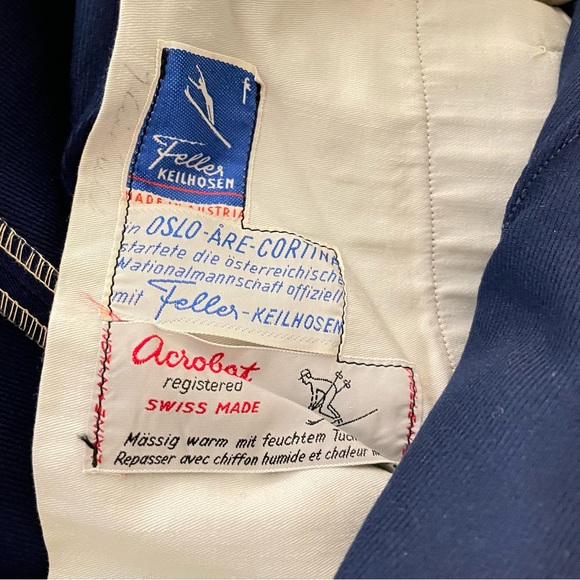 f
Feller
KEILHOSEN
MADE IN AUSTRIA
In OSLO-ÅRE-CORTINA
startete die österreichische
Nationalmannschaft offiziell
mit Feller-KEILHOSEN
Acrobat
registered
SWISS MADE
Mässig warm mit feuchtem Tuch
Repasser avec chiffon humide et chaleur